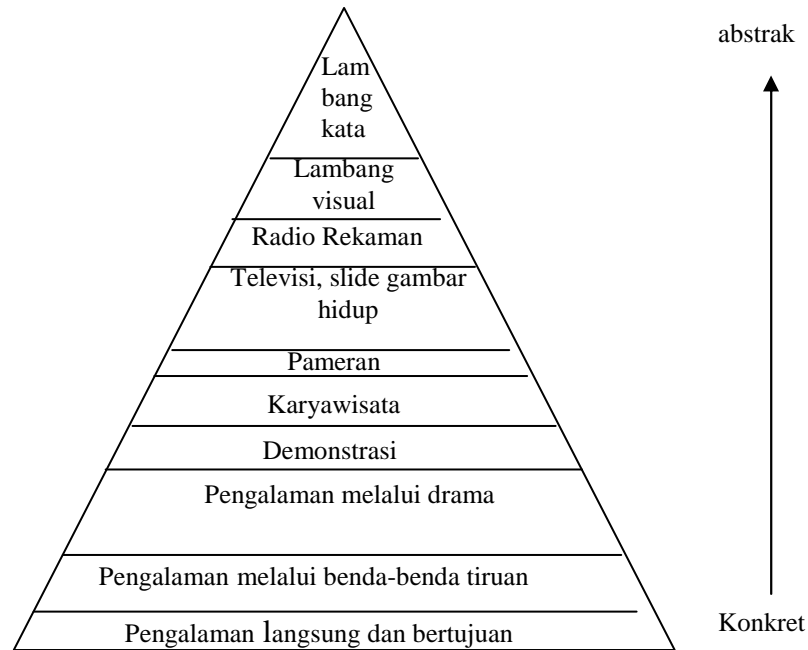 abstrak
Lam
bang
kata
Lambang
visual
Radio Rekaman
Televisi, slide gambar
hidup
Pameran
Karyawisata
Demonstrasi
Pengalaman melalui drama
Pengalaman melalui benda-benda tiruan
Pengalaman langsung dan bertujuan
Konkret